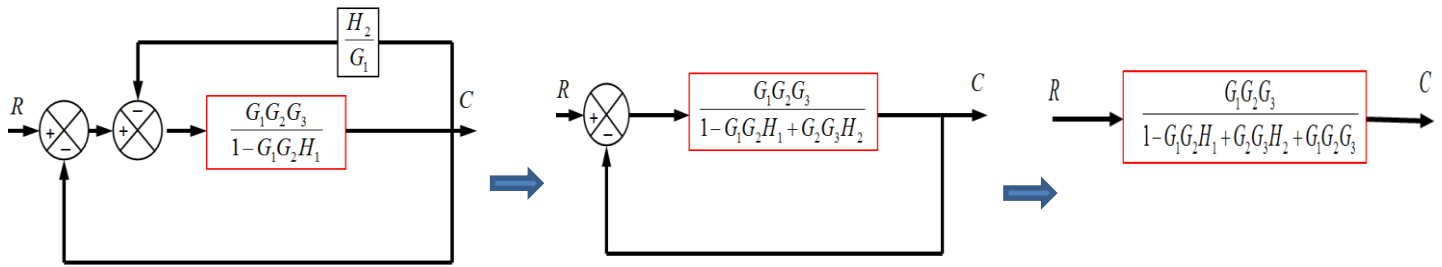 H₂
G₁
R
+
−
+
−
G₁G₂G₃
1−G₁G₂H₁
C
R
+
−
G₁G₂G₃
1−G₁G₂H₁+G₂G₃H₂
C
R
G₁G₂G₃
1−G₁G₂H₁+G₂G₃H₂+G₁G₂G₃
C